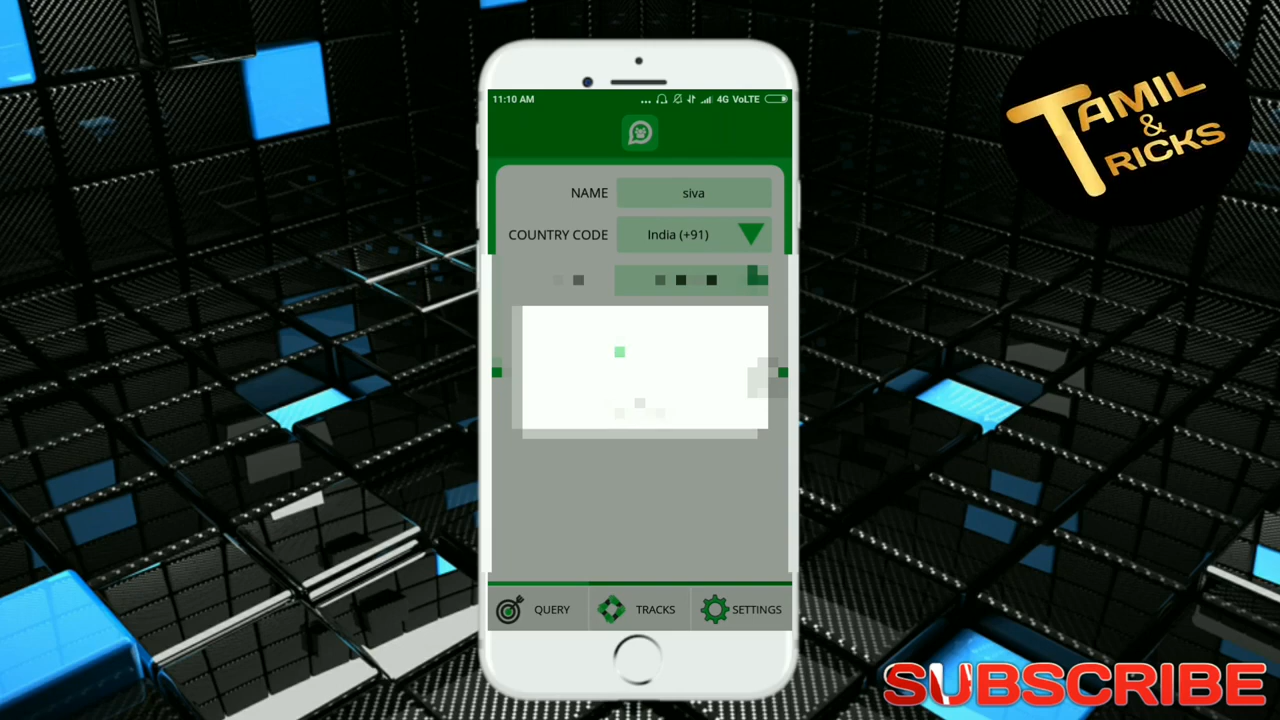 11:10 AM ... 4G VoLTE
NAME siva
COUNTRY CODE India (+91)
QUERY TRACKS SETTINGS
TAMIL
&
TRICKS
SUBSCRIBE